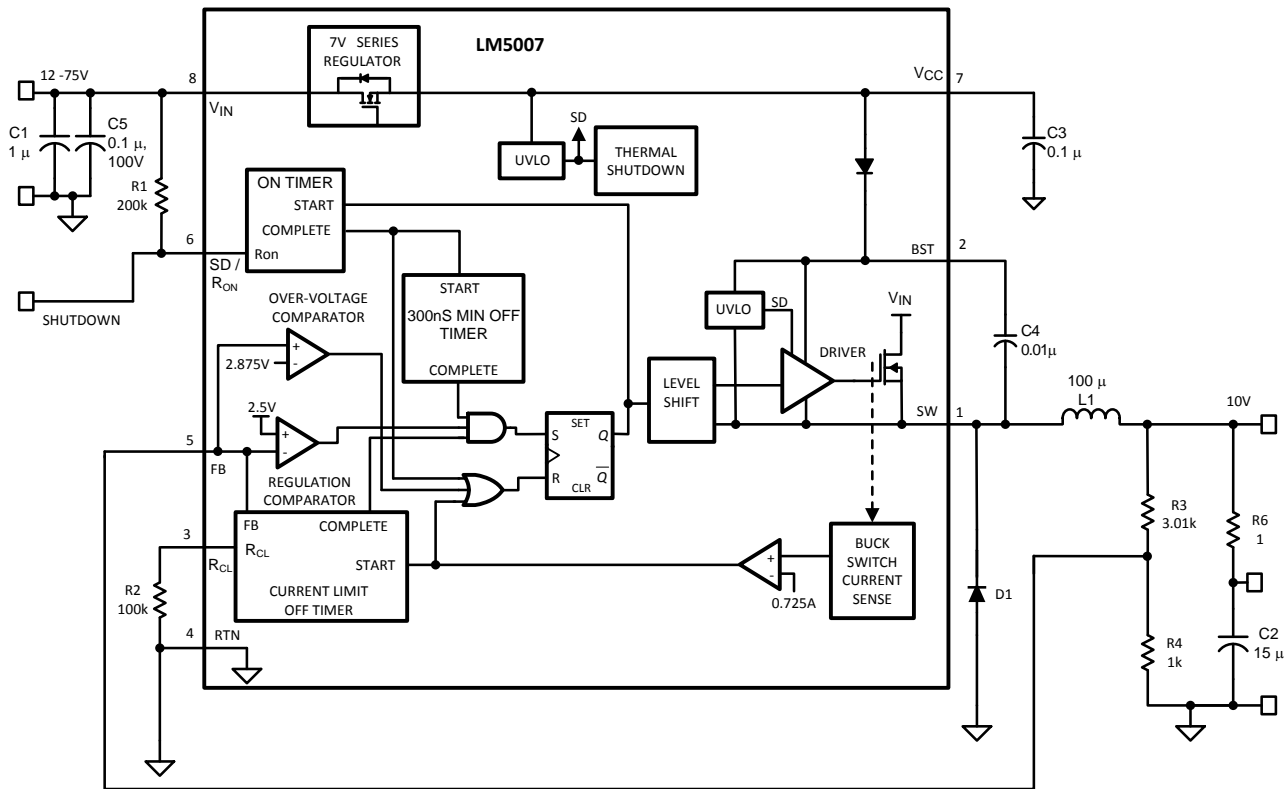 LM5007
7V SERIES
REGULATOR
12 -75V
8
V_IN
V_CC
7
C1
1 μ
C5
0.1 μ,
100V
R1
200k
C3
0.1 μ
SD
UVLO
THERMAL
SHUTDOWN
ON TIMER
START
COMPLETE
Ron
6
SD /
R_ON
SHUTDOWN
BST
2
START
300nS MIN OFF
TIMER
COMPLETE
OVER-VOLTAGE
COMPARATOR
+
-
2.875V
UVLO
SD
V_IN
DRIVER
C4
0.01μ
LEVEL
SHIFT
100 μ
L1
SW
1
10V
2.5V
+
-
5
FB
REGULATION
COMPARATOR
SET
S
Q
R
Q
CLR
FB
COMPLETE
3
R_CL
R_CL
START
CURRENT LIMIT
OFF TIMER
R2
100k
4
RTN
+
-
0.725A
BUCK
SWITCH
CURRENT
SENSE
D1
R3
3.01k
R6
1
R4
1k
C2
15 μ